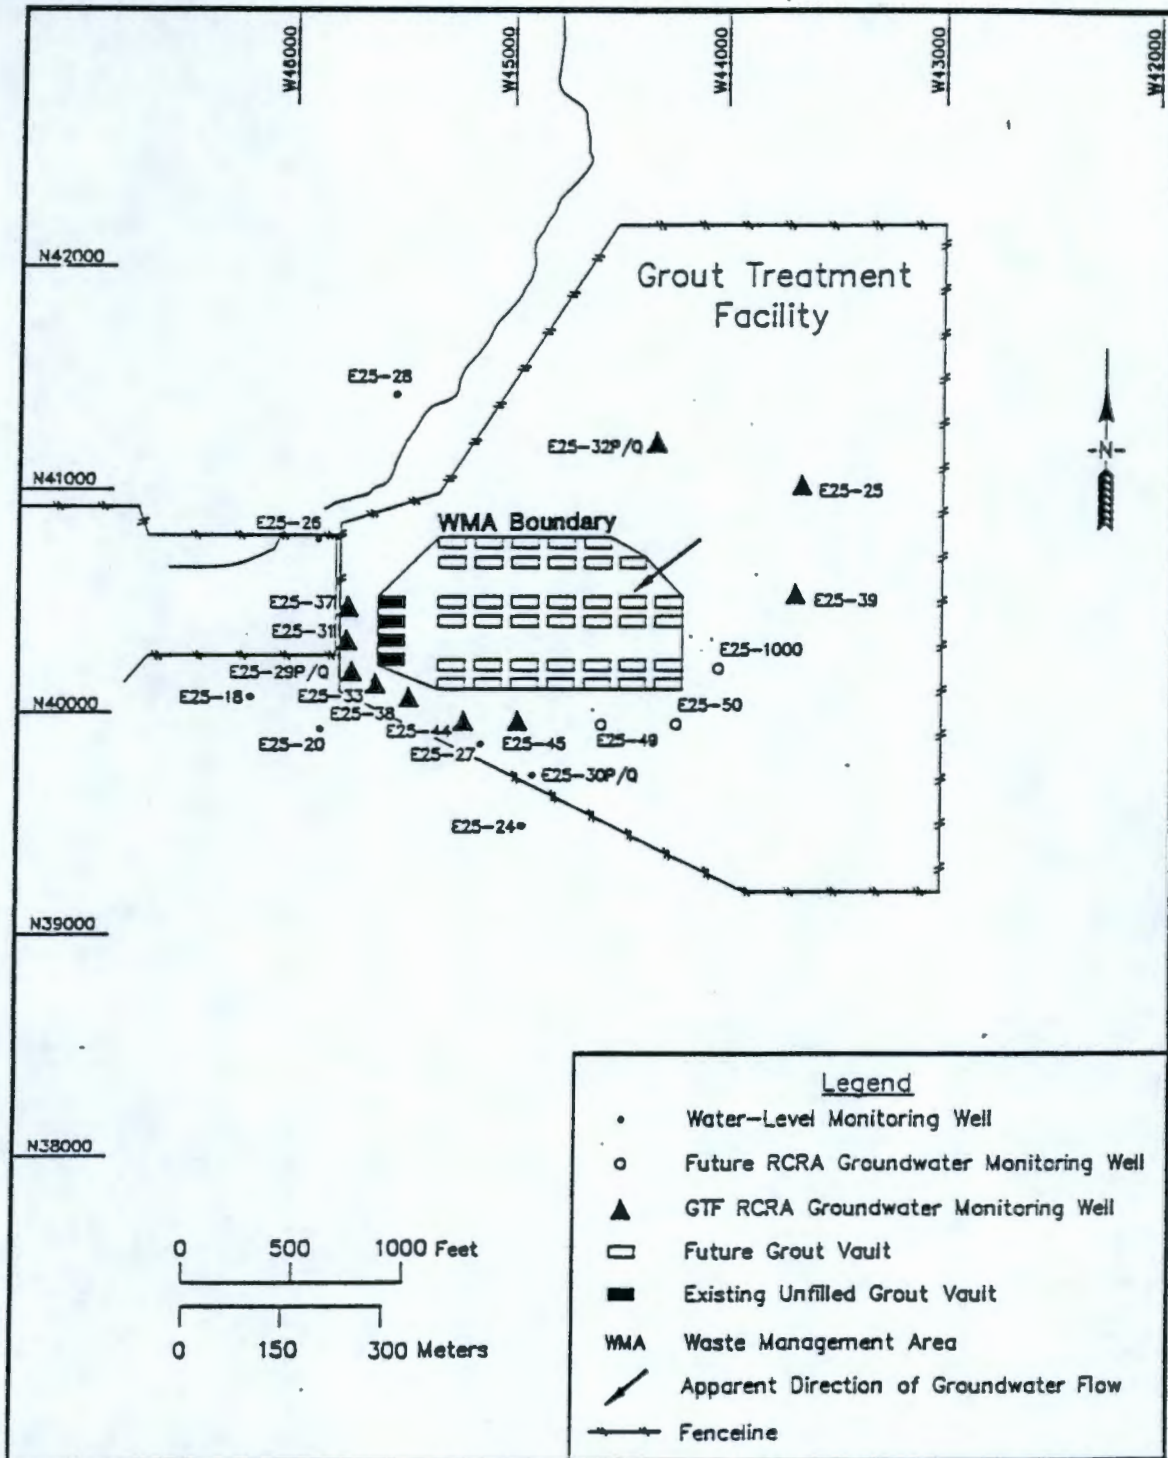 W46000
W45000
W44000
W43000
W42000
N42000
Grout Treatment
Facility
E25-28
E25-32P/Q
N
N41000
E25-25
E25-26
WMA Boundary
E25-37
E25-39
E25-31
E25-1000
E25-29P/Q
E25-18
E25-33
N40000
E25-38
E25-50
E25-20
E25-44
E25-45
E25-49
E25-27
E25-30P/Q
E25-24
N39000
N38000
0 500 1000 Feet
0 150 300 Meters
Legend
Water-Level Monitoring Well
Future RCRA Groundwater Monitoring Well
GTF RCRA Groundwater Monitoring Well
Future Grout Vault
Existing Unfilled Grout Vault
WMA Waste Management Area
Apparent Direction of Groundwater Flow
Fenceline